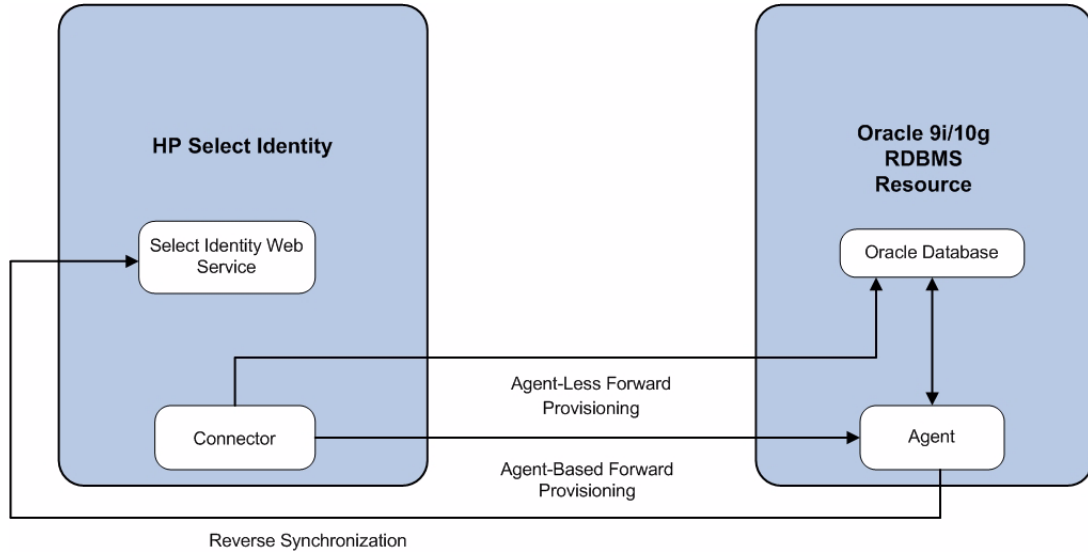 HP Select Identity
Oracle 9i/10g
RDBMS
Resource
Select Identity Web
Service
Oracle Database
Agent-Less Forward
Provisioning
Connector
Agent
Agent-Based Forward
Provisioning
Reverse Synchronization